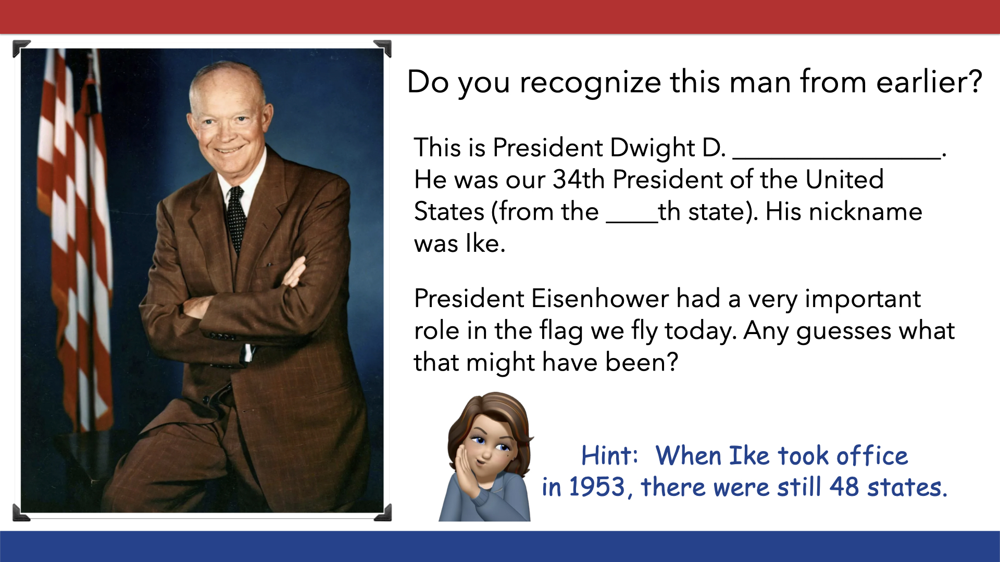 Do you recognize this man from earlier?
This is President Dwight D. ________________.
He was our 34th President of the United
States (from the ____th state). His nickname
was Ike.
President Eisenhower had a very important
role in the flag we fly today. Any guesses what
that might have been?
Hint:  When Ike took office
in 1953, there were still 48 states.